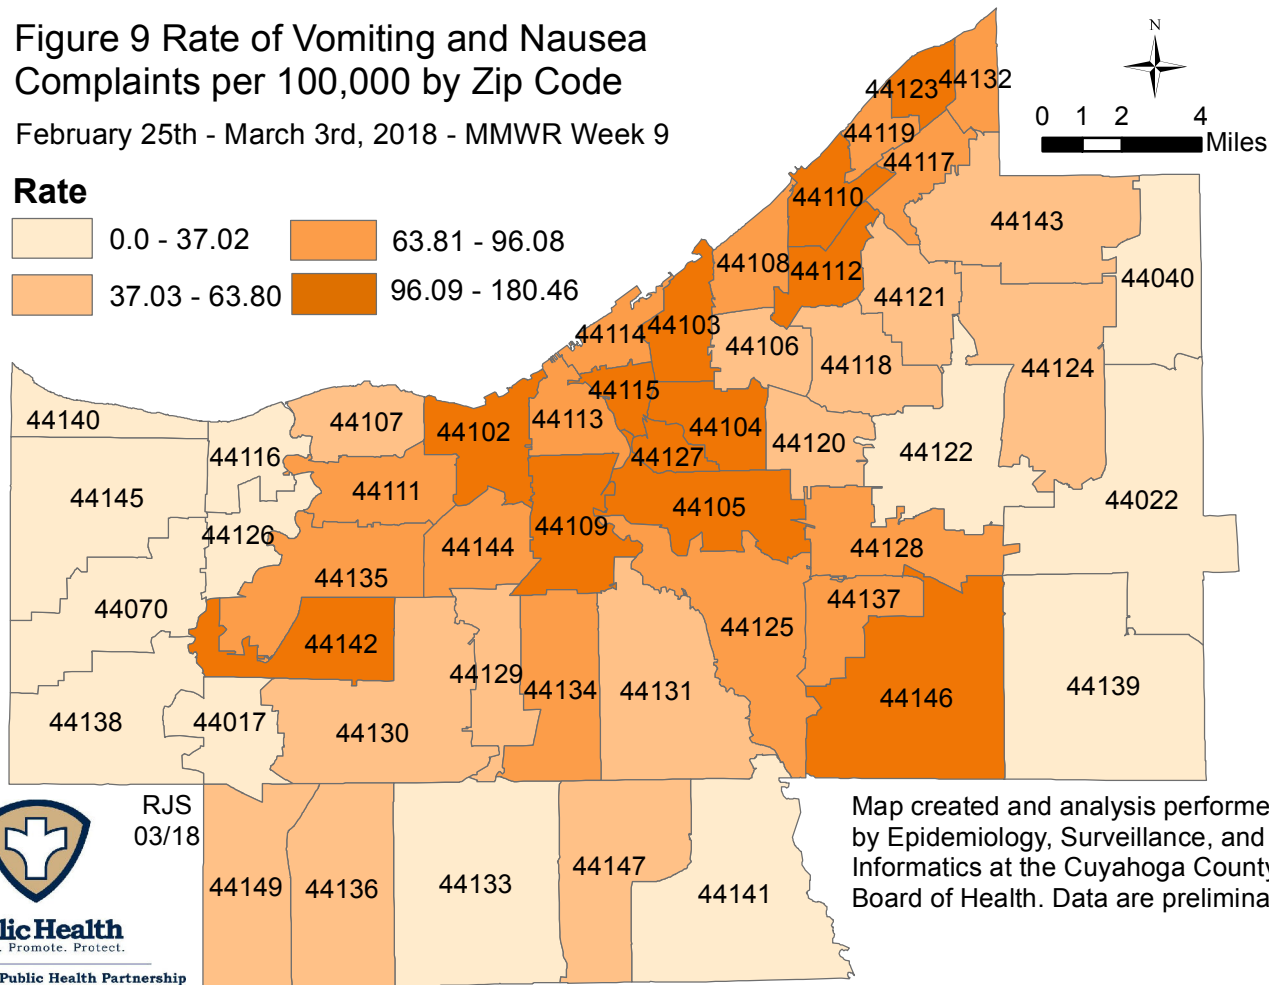 Figure 9 Rate of Vomiting and Nausea
Complaints per 100,000 by Zip Code
February 25th - March 3rd, 2018 - MMWR Week 9
Rate
0.0 - 37.02
63.81 - 96.08
37.03 - 63.80
96.09 - 180.46
N
0 1 2 4
Miles
44123
44132
44119
44117
44110
44143
44108
44112
44040
44121
44114
44103
44106
44118
44124
44115
44140
44107
44102
44113
44104
44127
44120
44122
44116
44145
44111
44105
44022
44126
44109
44144
44128
44135
44070
44137
44142
44125
44129
44134
44131
44146
44139
44138
44017
44130
44149
44136
44133
44147
44141
RJS
03/18
Map created and analysis performe
by Epidemiology, Surveillance, and
Informatics at the Cuyahoga County
Board of Health. Data are prelimina
lic Health
. Promote. Protect.
Public Health Partnership